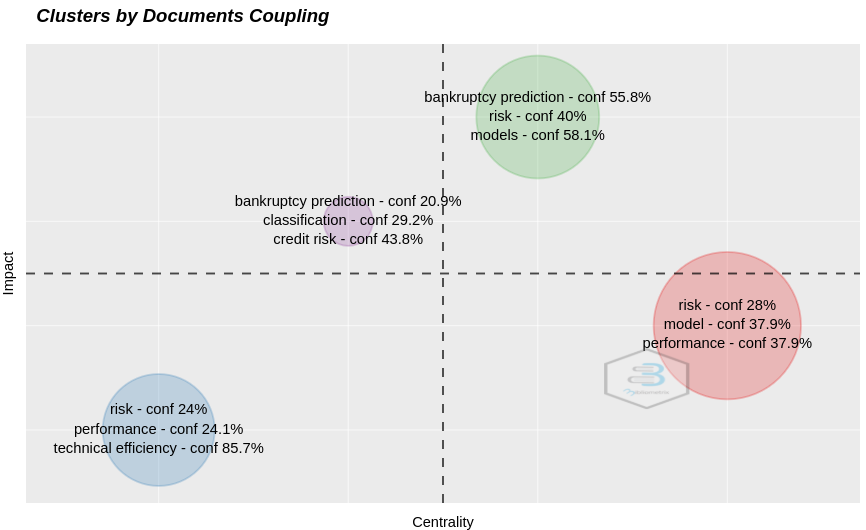 Clusters by Documents Coupling
bankruptcy prediction - conf 55.8%
risk - conf 40%
models - conf 58.1%
bankruptcy prediction - conf 20.9%
classification - conf 29.2%
credit risk - conf 43.8%
Impact
risk - conf 28%
model - conf 37.9%
performance - conf 37.9%
risk - conf 24%
performance - conf 24.1%
technical efficiency - conf 85.7%
Centrality